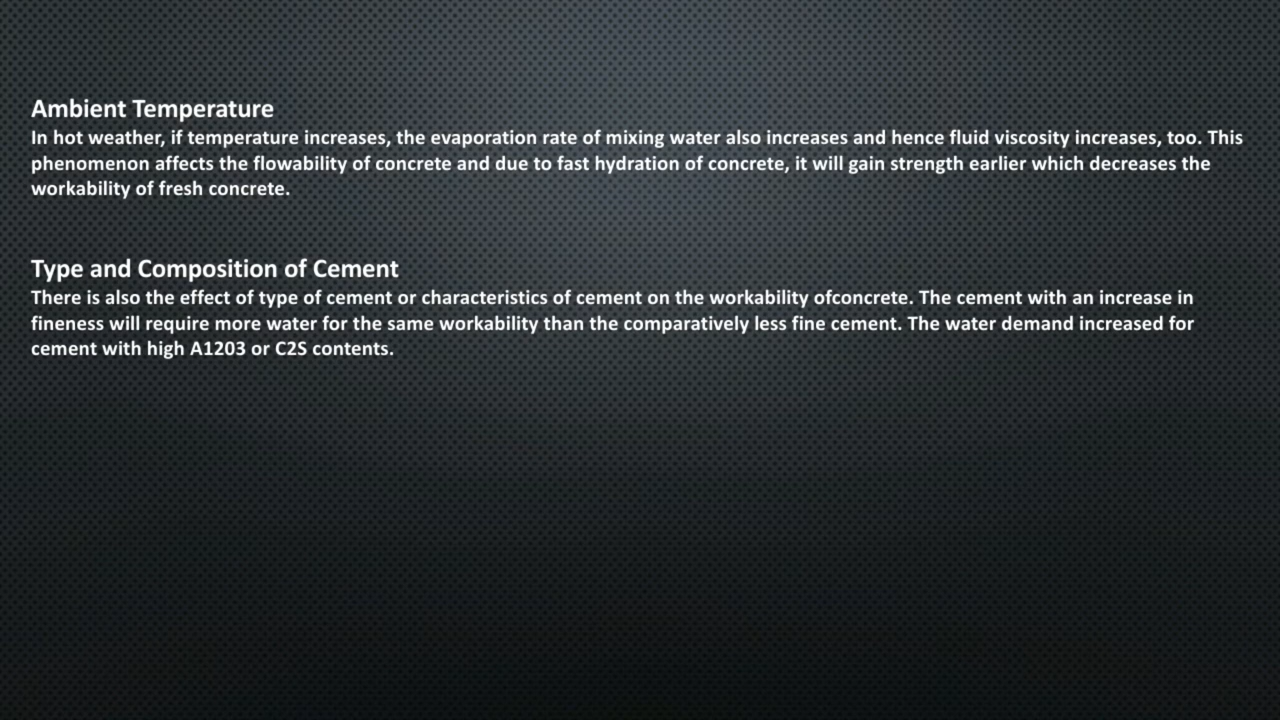 Ambient Temperature
In hot weather, if temperature increases, the evaporation rate of mixing water also increases and hence fluid viscosity increases, too. This
phenomenon affects the flowability of concrete and due to fast hydration of concrete, it will gain strength earlier which decreases the
workability of fresh concrete.
Type and Composition of Cement
There is also the effect of type of cement or characteristics of cement on the workability ofconcrete. The cement with an increase in
fineness will require more water for the same workability than the comparatively less fine cement. The water demand increased for
cement with high A1203 or C2S contents.